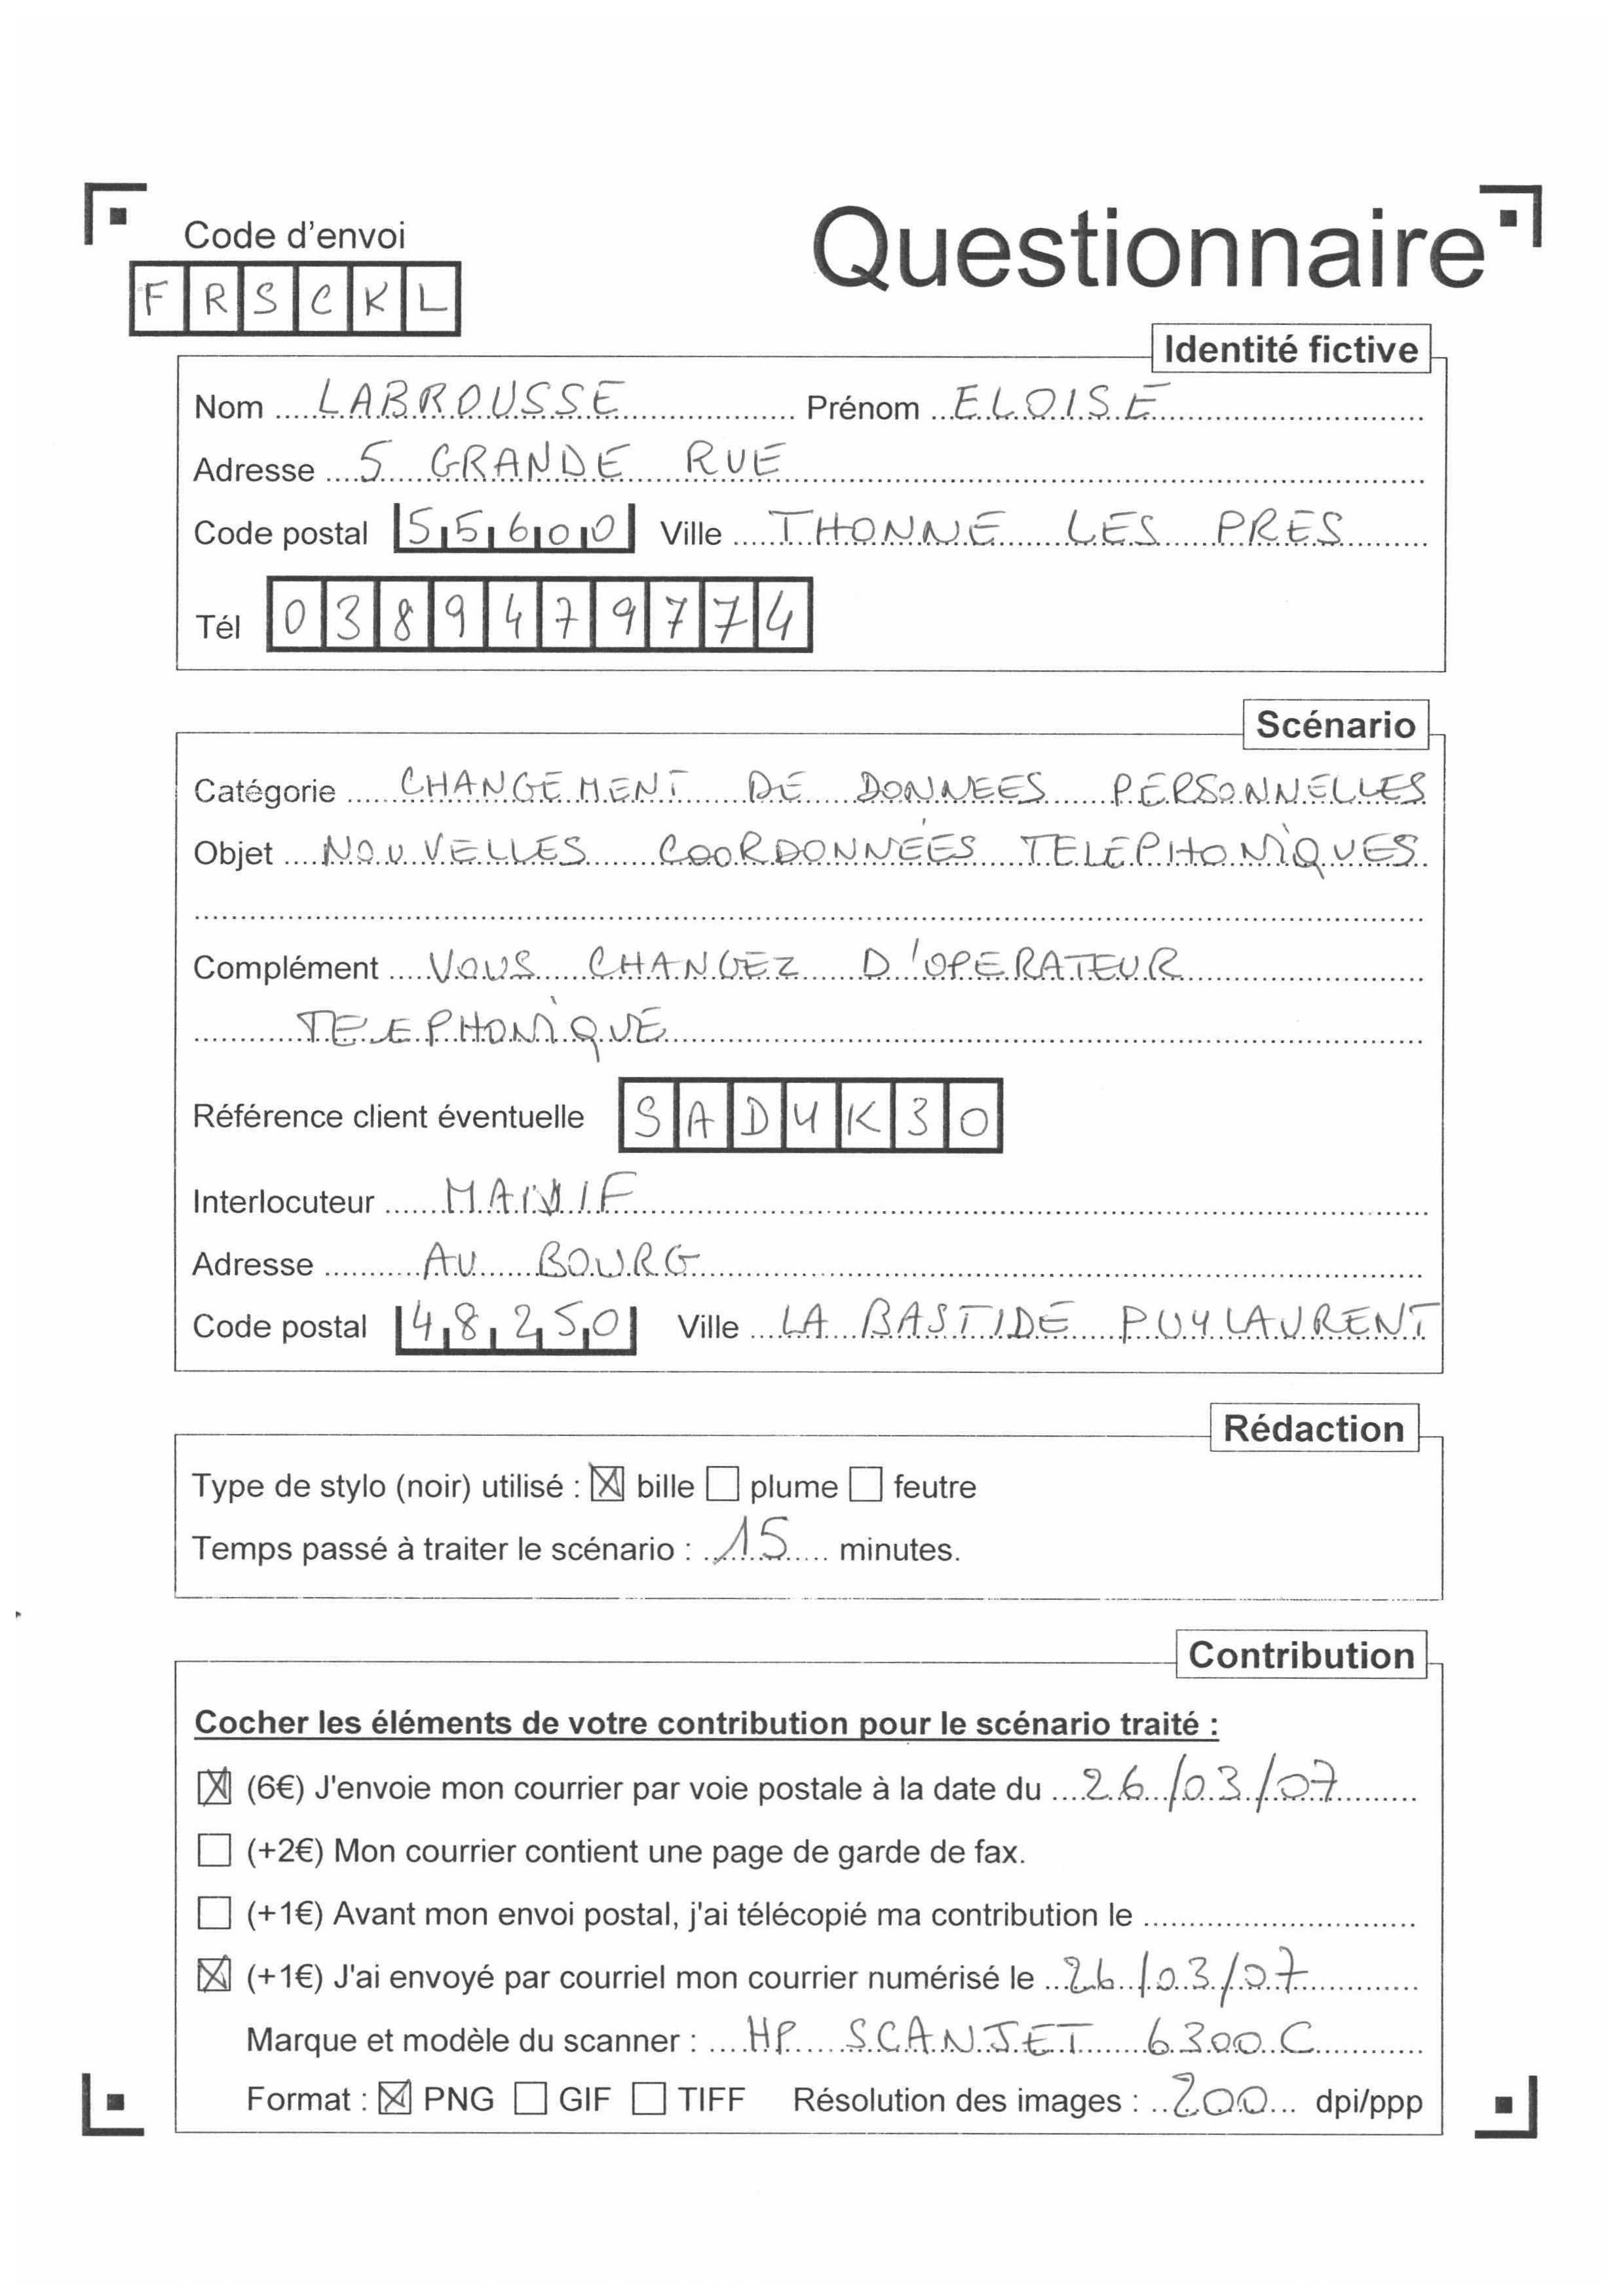 Code d'envoi
Questionnaire
FRSCKL
Identité fictive
Nom LABROUSSE Prénom ELOISE
Adresse 5 GRANDE RUE
Code postal 55600 Ville THONNE LES PRES
Tél 0389479774
Scénario
Catégorie CHANGEMENT DE DONNEES PERSONNELLES
Objet NOUVELLES COORDONNÉES TELEPHONIQUES
Complément VOUS CHANGEZ D'OPERATEUR
TELEPHONIQUE
Référence client éventuelle SAD4K30
Interlocuteur
Adresse AU BOURG
Code postal 48250 Ville LA BASTIDE PUYLAURENT
Rédaction
Type de stylo (noir) utilisé : ☒ bille ☐ plume ☐ feutre
Temps passé à traiter le scénario : 15 minutes.
Contribution
Cocher les éléments de votre contribution pour le scénario traité :
☒ (6€) J'envoie mon courrier par voie postale à la date du 26/03/07
☐ (+2€) Mon courrier contient une page de garde de fax.
☐ (+1€) Avant mon envoi postal, j'ai télécopié ma contribution le
☒ (+1€) J'ai envoyé par courriel mon courrier numérisé le 26/03/07
Marque et modèle du scanner : HP SCANJET 6300C
Format : ☒ PNG ☐ GIF ☐ TIFF Résolution des images : 200 dpi/ppp